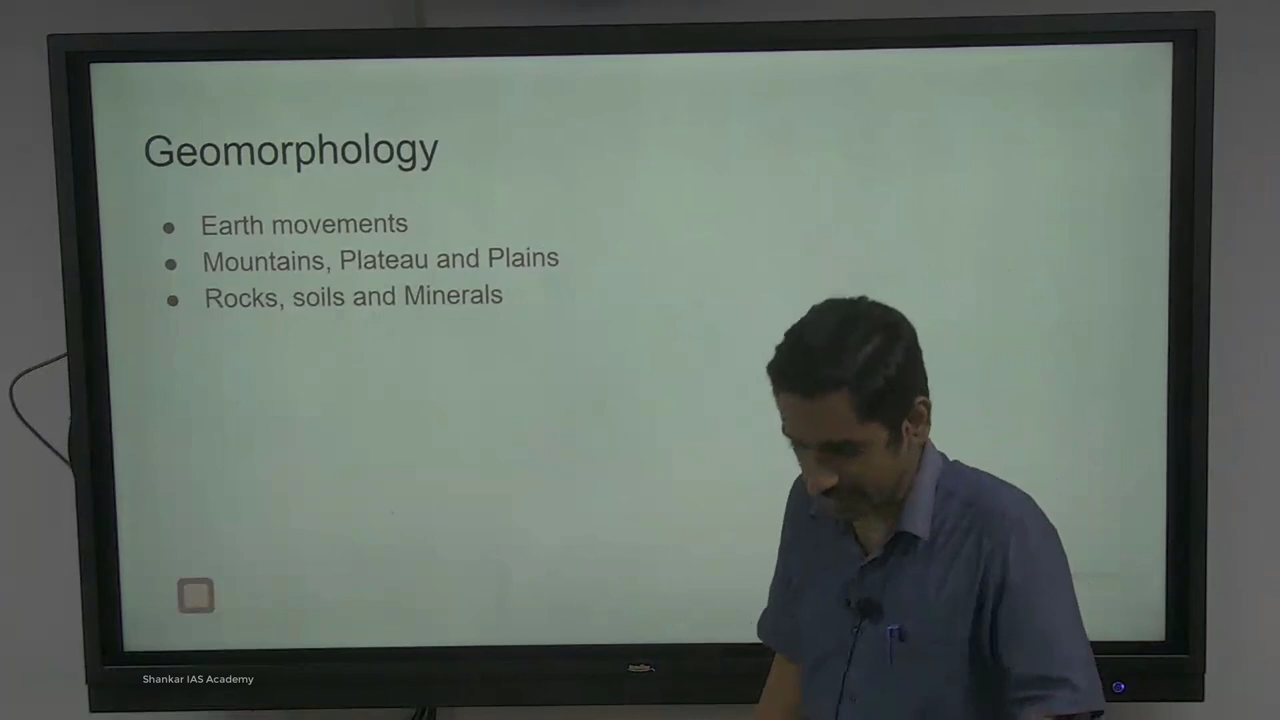 Geomorphology
● Earth movements
● Mountains, Plateau and Plains
● Rocks, soils and Minerals
Shankar IAS Academy